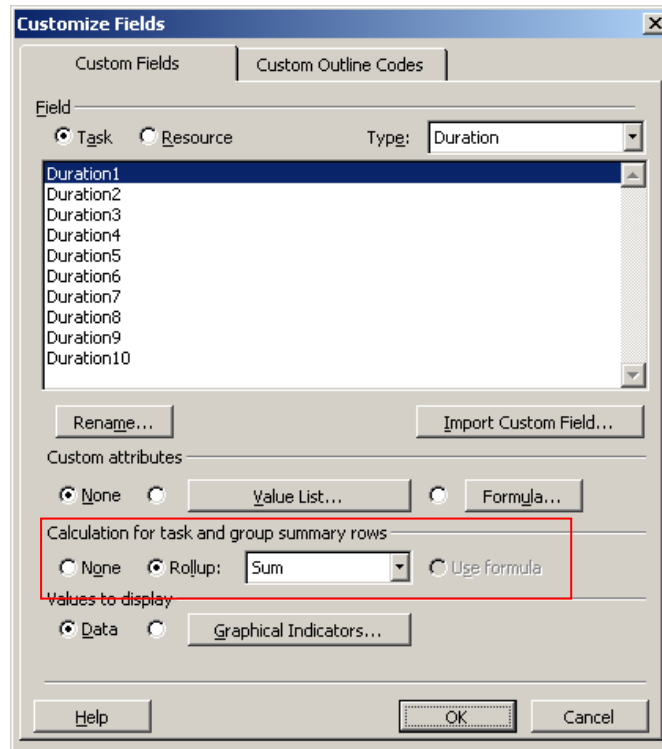 Customize Fields
Custom Fields Custom Outline Codes
Field
Task Resource Type: Duration
Duration1
Duration2
Duration3
Duration4
Duration5
Duration6
Duration7
Duration8
Duration9
Duration10
Rename... Import Custom Field...
Custom attributes
None Value List... Formula...
Calculation for task and group summary rows
None Rollup: Sum Use formula
Values to display
Data Graphical Indicators...
Help OK Cancel